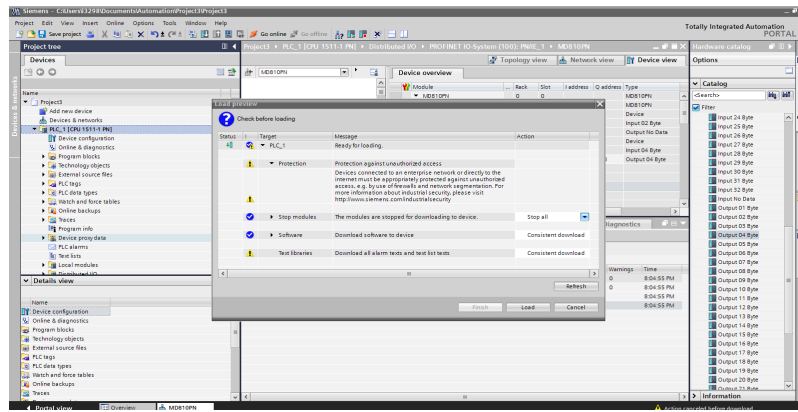 Siemens - C:\Users\E3298\Documents\Automation\Project3\Project3
Project Edit View Insert Online Options Tools Window Help
Save project
Go online
Go offline
Totally Integrated Automation
PORTAL
Project tree
Project3 ▸ PLC_1 [CPU 1511-1 PN] ▸ Distributed I/O ▸ PROFINET IO-System (100): PN/IE_1 ▸ MD810PN
Hardware catalog
Devices
Topology view
Network view
Device view
Options
MD810PN
Device overview
Module
Rack
Slot
I address
Q address
Type
MD810PN 0 0 MD810PN
MD810PN
Device
Input 02 Byte
Output No Data
Device
Input 04 Byte
Output 04 Byte
Devices & networks
Name
Project3
Add new device
Devices & networks
PLC_1 [CPU 1511-1 PN]
Device configuration
Online & diagnostics
Program blocks
Technology objects
External source files
PLC tags
PLC data types
Watch and force tables
Online backups
Traces
Program info
Device proxy data
PLC alarms
Text lists
Local modules
Distributed I/O
Load preview
Check before loading
Status ! Target Message Action
PLC_1 Ready for loading.
Protection Protection against unauthorized access
Devices connected to an enterprise network or directly to the
internet must be appropriately protected against unauthorized
access, e.g. by use of firewalls and network segmentation. For
more information about industrial security, please visit
http://www.siemens.com/industrialsecurity
Stop modules The modules are stopped for downloading to device. Stop all
Software Download software to device Consistent download
Text libraries Download all alarm texts and text list texts Consistent download
Refresh
Finish
Load
Cancel
Diagnostics
Warnings Time
0 8:04:55 PM
0 8:04:55 PM
8:04:55 PM
8:04:55 PM
Catalog
<Search>
Filter
Input 24 Byte
Input 25 Byte
Input 26 Byte
Input 27 Byte
Input 28 Byte
Input 29 Byte
Input 30 Byte
Input 31 Byte
Input 32 Byte
Input No Data
Output 01 Byte
Output 02 Byte
Output 03 Byte
Output 04 Byte
Output 05 Byte
Output 06 Byte
Output 07 Byte
Output 08 Byte
Output 09 Byte
Output 10 Byte
Output 11 Byte
Output 12 Byte
Output 13 Byte
Output 14 Byte
Output 15 Byte
Output 16 Byte
Output 17 Byte
Output 18 Byte
Output 19 Byte
Output 20 Byte
Output 21 Byte
Information
Details view
Name
Device configuration
Online & diagnostics
Program blocks
Technology objects
External source files
PLC tags
PLC data types
Watch and force tables
Online backups
Traces
Portal view
Overview
MD810PN
Action canceled before download.